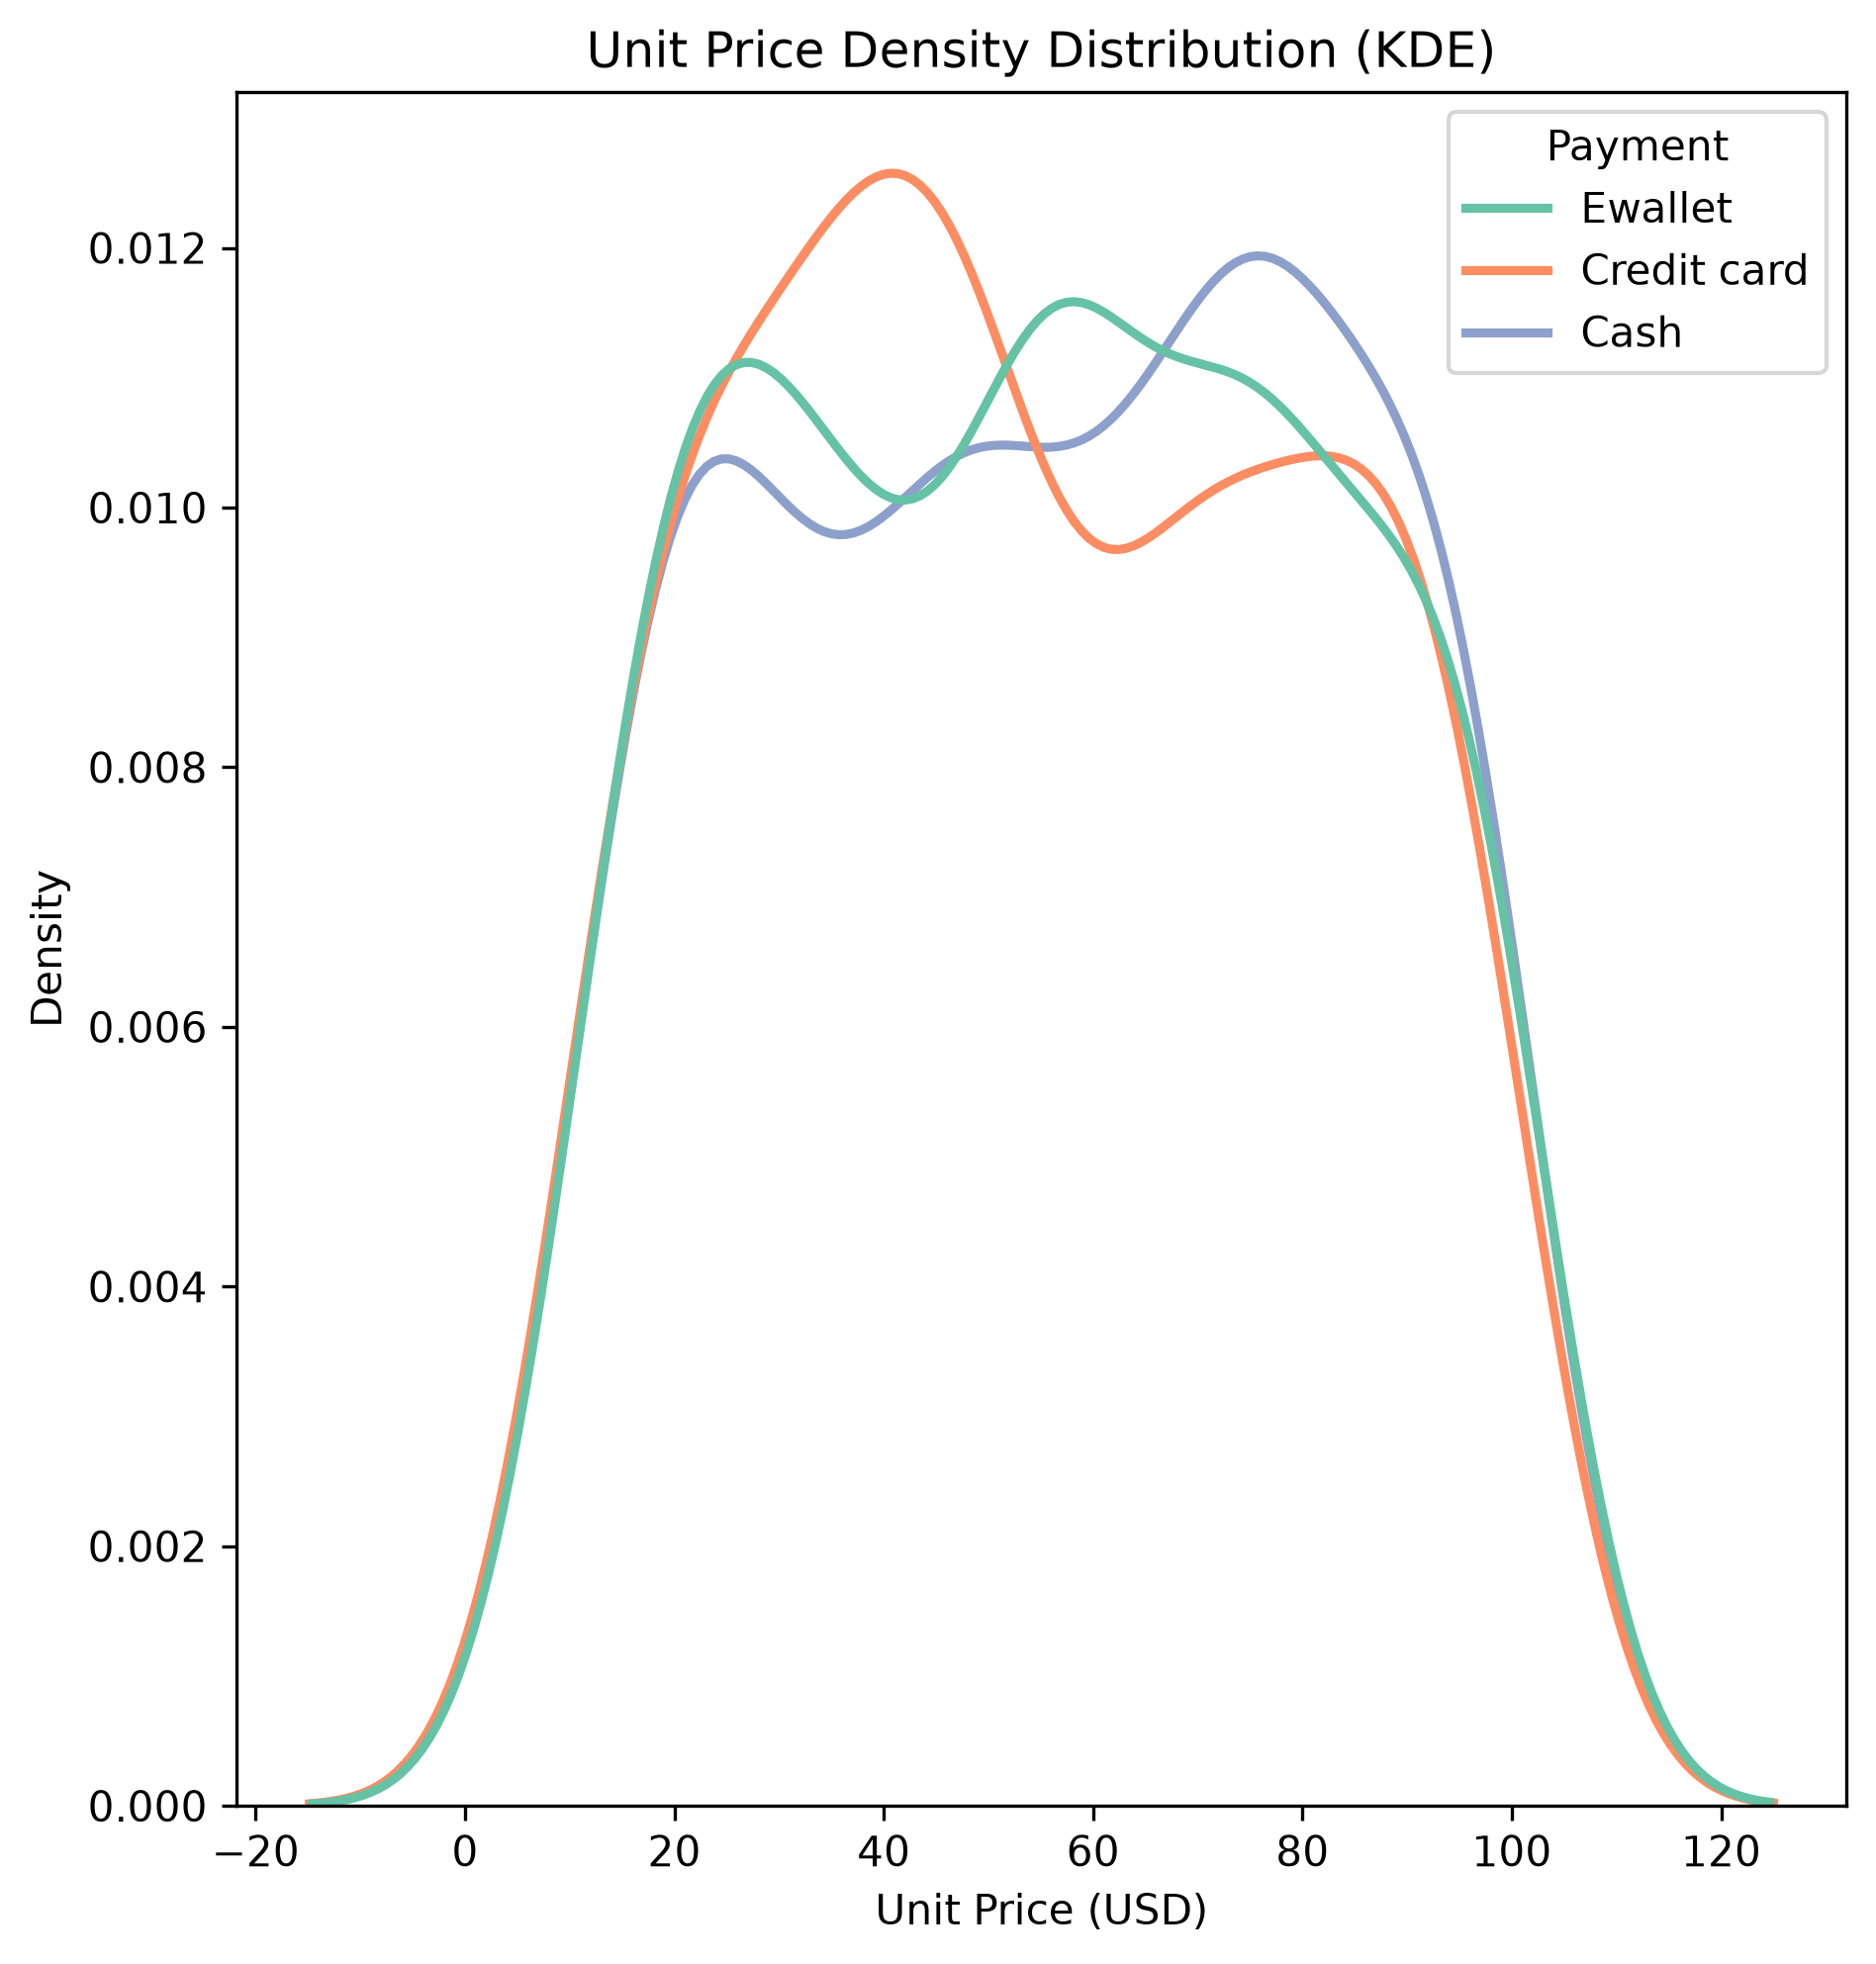 Unit Price Density Distribution (KDE)
Payment
Ewallet
Credit card
Cash
Density
0.012
0.010
0.008
0.006
0.004
0.002
0.000
−20 0 20 40 60 80 100 120
Unit Price (USD)